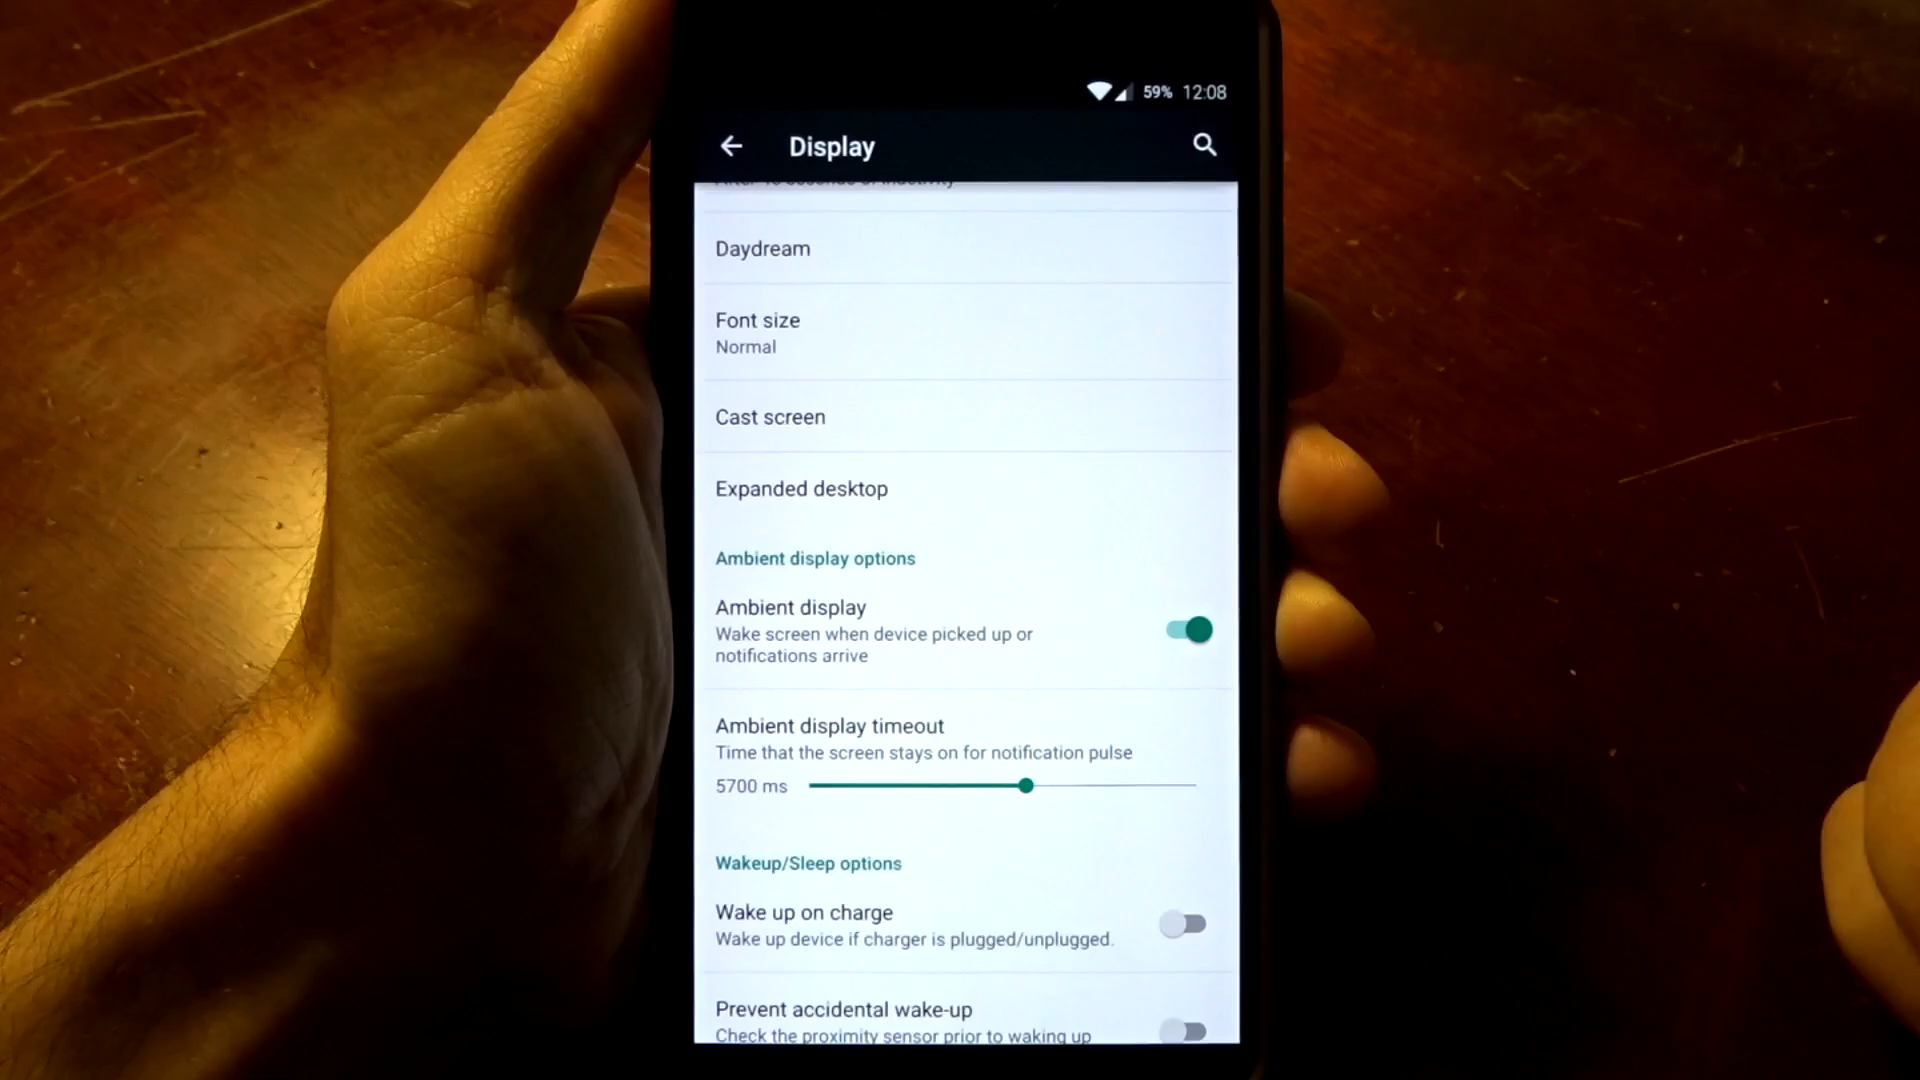 59% 12:08
Display
Daydream
Font size
Normal
Cast screen
Expanded desktop
Ambient display options
Ambient display
Wake screen when device picked up or
notifications arrive
Ambient display timeout
Time that the screen stays on for notification pulse
5700 ms
Wakeup/Sleep options
Wake up on charge
Wake up device if charger is plugged/unplugged.
Prevent accidental wake-up
Check the proximity sensor prior to waking up